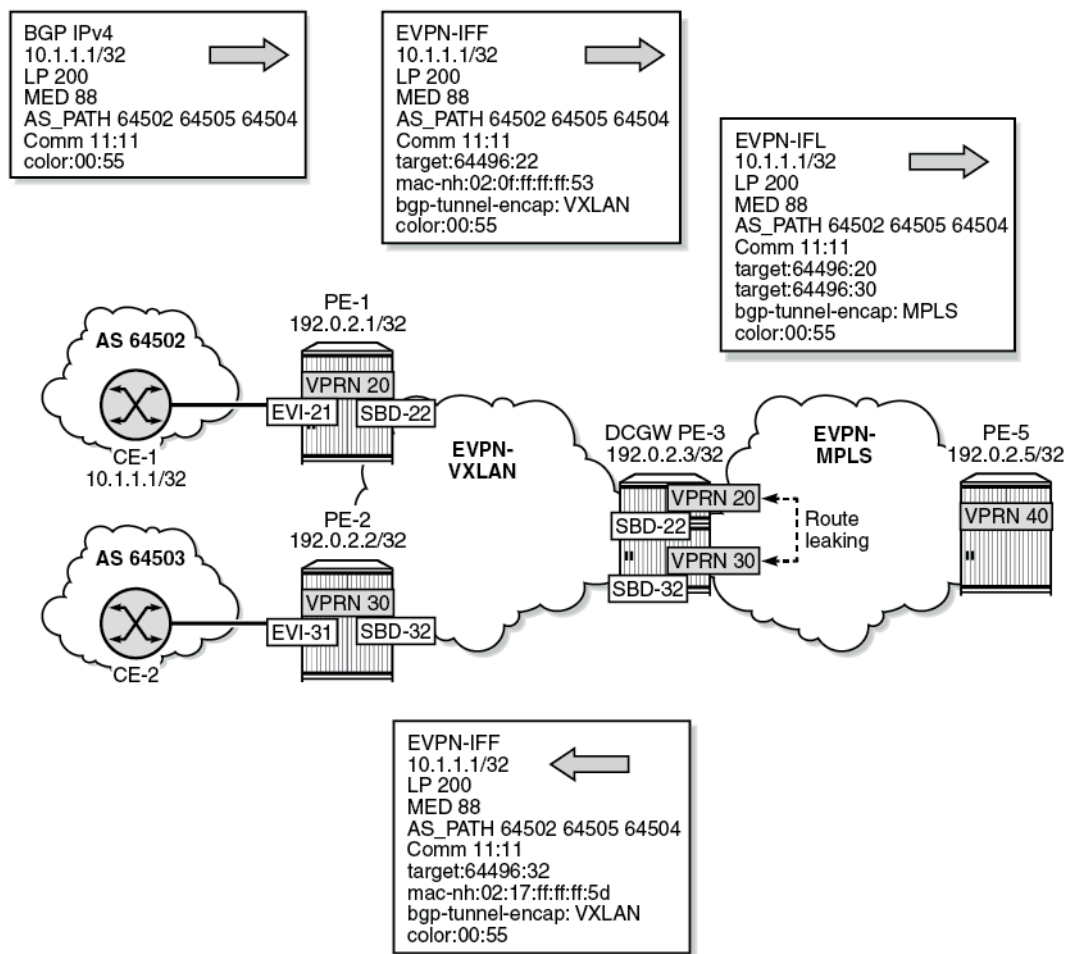 BGP IPv4
10.1.1.1/32
LP 200
MED 88
AS_PATH 64502 64505 64504
Comm 11:11
color:00:55
EVPN-IFF
10.1.1.1/32
LP 200
MED 88
AS_PATH 64502 64505 64504
Comm 11:11
target:64496:22
mac-nh:02:0f:ff:ff:ff:53
bgp-tunnel-encap: VXLAN
color:00:55
EVPN-IFL
10.1.1.1/32
LP 200
MED 88
AS_PATH 64502 64505 64504
Comm 11:11
target:64496:20
target:64496:30
bgp-tunnel-encap: MPLS
color:00:55
AS 64502
CE-1
10.1.1.1/32
PE-1
192.0.2.1/32
VPRN 20
EVI-21
SBD-22
AS 64503
CE-2
PE-2
192.0.2.2/32
VPRN 30
EVI-31
SBD-32
EVPN-
VXLAN
DCGW PE-3
192.0.2.3/32
VPRN 20
SBD-22
VPRN 30
SBD-32
Route
leaking
EVPN-
MPLS
PE-5
192.0.2.5/32
VPRN 40
EVPN-IFF
10.1.1.1/32
LP 200
MED 88
AS_PATH 64502 64505 64504
Comm 11:11
target:64496:32
mac-nh:02:17:ff:ff:ff:5d
bgp-tunnel-encap: VXLAN
color:00:55